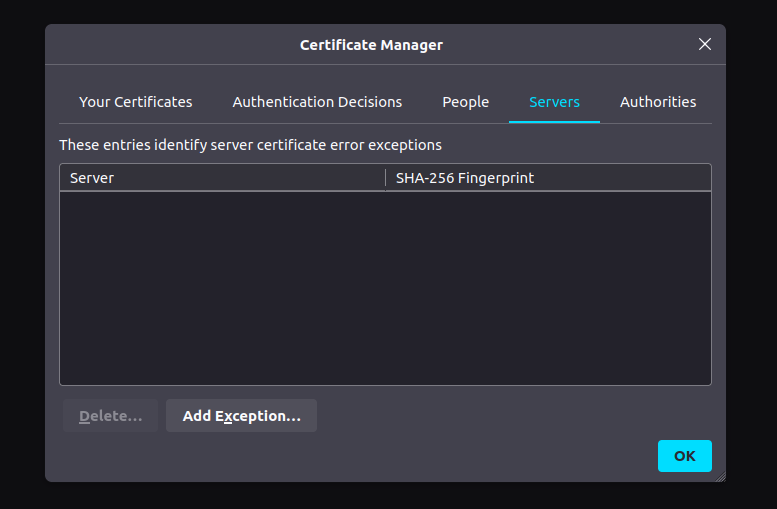 Certificate Manager
Your Certificates Authentication Decisions People Servers Authorities
These entries identify server certificate error exceptions
Server SHA-256 Fingerprint
Delete... Add Exception...
OK